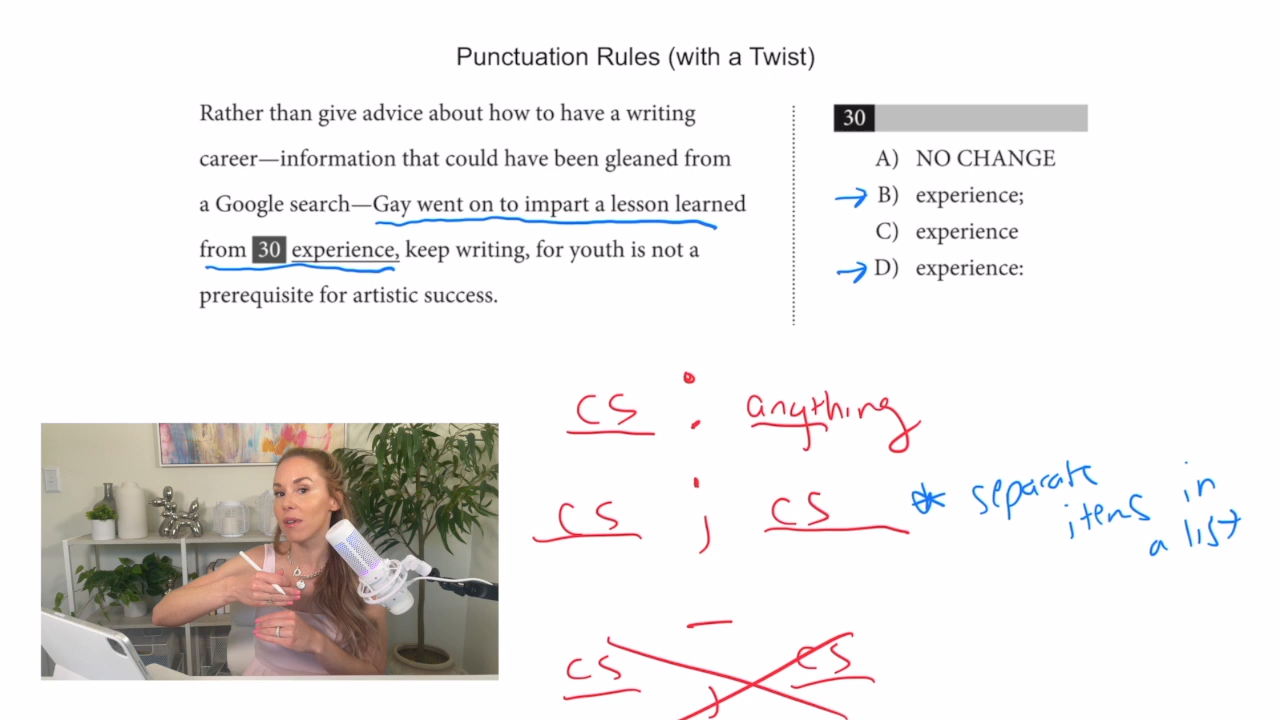 Punctuation Rules (with a Twist)
Rather than give advice about how to have a writing
career—information that could have been gleaned from
a Google search—Gay went on to impart a lesson learned
from 30 experience, keep writing, for youth is not a
prerequisite for artistic success.
30
A) NO CHANGE
→ B) experience;
C) experience
→ D) experience:
CS : anything
CS ; CS * separate
items in
a list
CS , CS